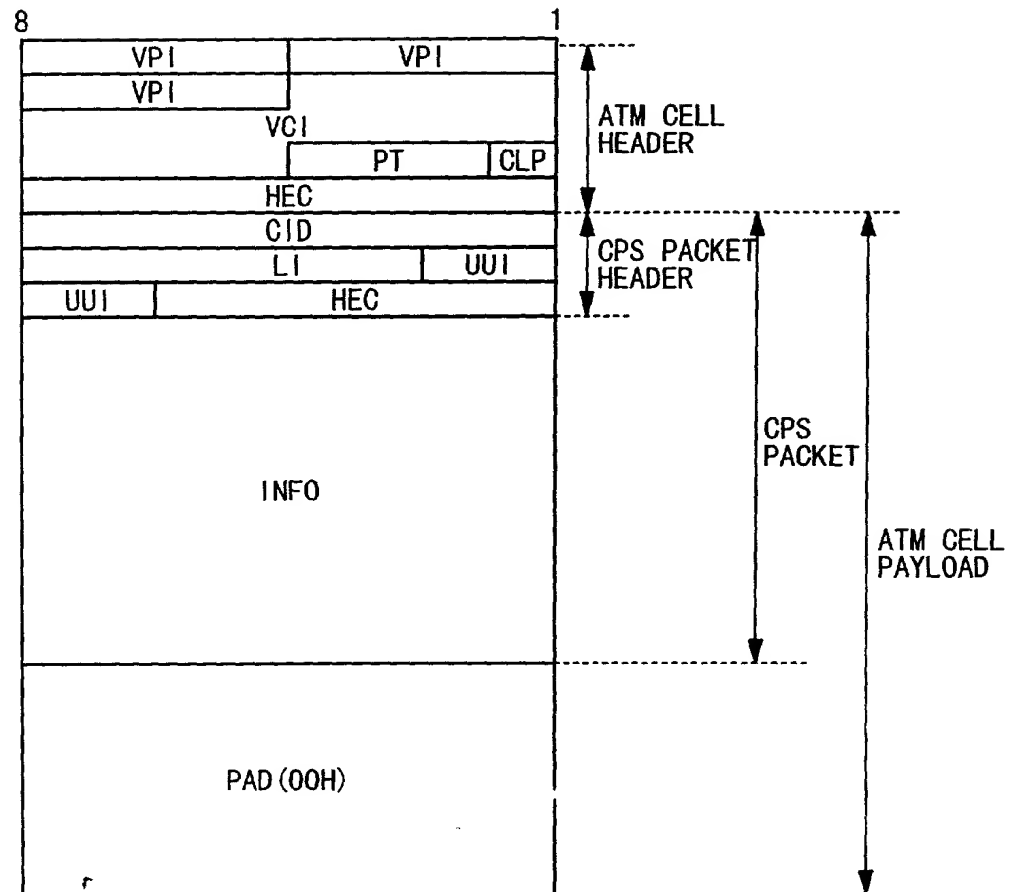 8 1
VPI VPI
VPI
VCI
PT CLP
HEC
ATM CELL
HEADER
CID
LI UUI
UUI HEC
CPS PACKET
HEADER
INFO
CPS
PACKET
ATM CELL
PAYLOAD
PAD(00H)